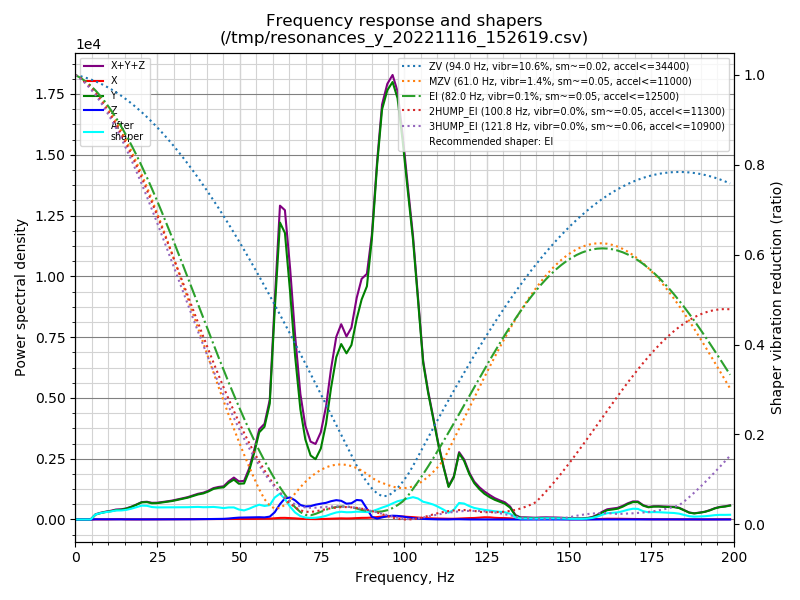 Frequency response and shapers
(/tmp/resonances_y_20221116_152619.csv)
1e4
X+Y+Z
X
Y
Z
After
shaper
ZV (94.0 Hz, vibr=10.6%, sm~=0.02, accel<=34400)
MZV (61.0 Hz, vibr=1.4%, sm~=0.05, accel<=11000)
EI (82.0 Hz, vibr=0.1%, sm~=0.05, accel<=12500)
2HUMP_EI (100.8 Hz, vibr=0.0%, sm~=0.05, accel<=11300)
3HUMP_EI (121.8 Hz, vibr=0.0%, sm~=0.06, accel<=10900)
Recommended shaper: EI
1.75
1.50
1.25
1.00
0.75
0.50
0.25
0.00
Power spectral density
1.0
0.8
0.6
0.4
0.2
0.0
Shaper vibration reduction (ratio)
0 25 50 75 100 125 150 175 200
Frequency, Hz